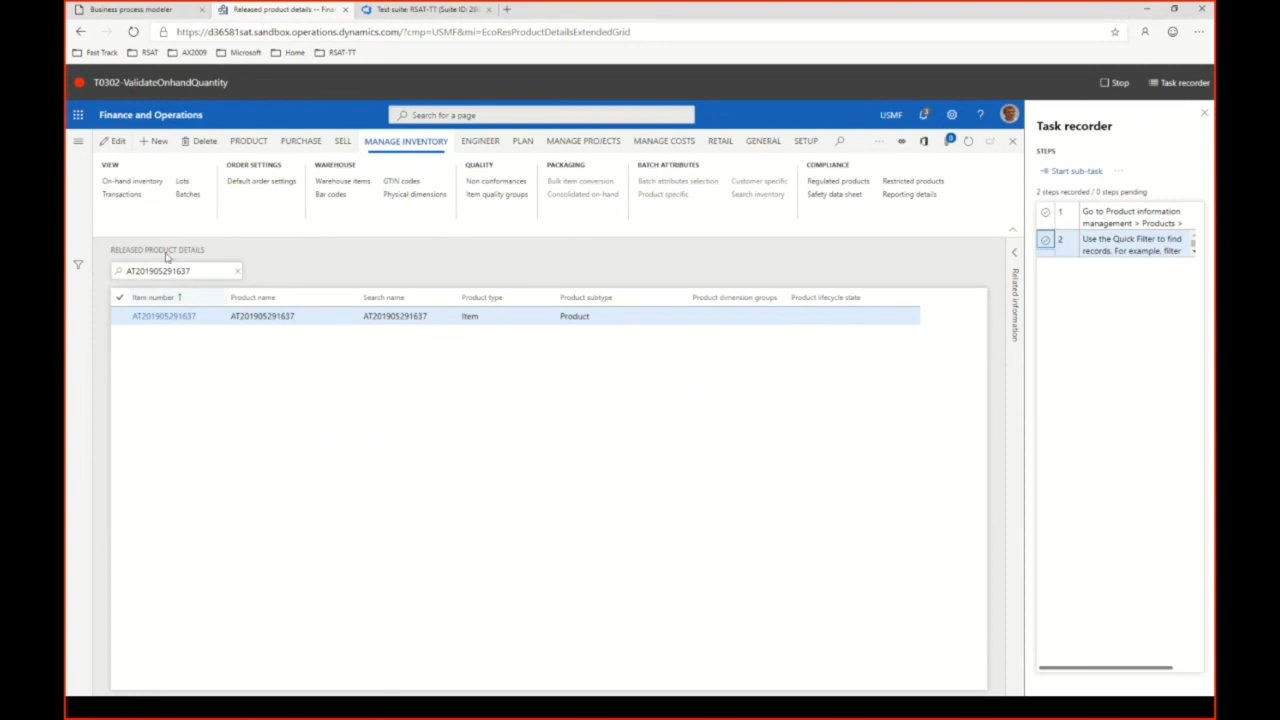 Business process modeler
Released product details -- Fina
Test suite: RSAT-TT (Suite ID:
https://d36581sat.sandbox.operations.dynamics.com/?cmp=USMF&mi=EcoResProductDetailsExtendedGrid
Fast Track RSAT AX2009 Microsoft Home RSAT-TT
T0302-ValidateOnhandQuantity
Stop Task recorder
Finance and Operations
Search for a page
USMF
Edit New Delete PRODUCT PURCHASE SELL MANAGE INVENTORY ENGINEER PLAN MANAGE PROJECTS MANAGE COSTS RETAIL GENERAL SETUP
VIEW ORDER SETTINGS WAREHOUSE QUALITY PACKAGING BATCH ATTRIBUTES COMPLIANCE
On-hand inventory Lots Default order settings Warehouse items GTIN codes Non conformances Bulk item conversion Batch attributes selection Customer specific Regulated products Restricted products
Transactions Batches Bar codes Physical dimensions Item quality groups Consolidated on-hand Product specific Search inventory Safety data sheet Reporting details
RELEASED PRODUCT DETAILS
AT201905291637
Item number Product name Search name Product type Product subtype Product dimension groups Product lifecycle state
AT201905291637 AT201905291637 AT201905291637 Item Product
Related information
Task recorder
STEPS
Start sub-task
2 steps recorded / 0 steps pending
1 Go to Product information
management > Products >
2 Use the Quick Filter to find
records. For example, filter